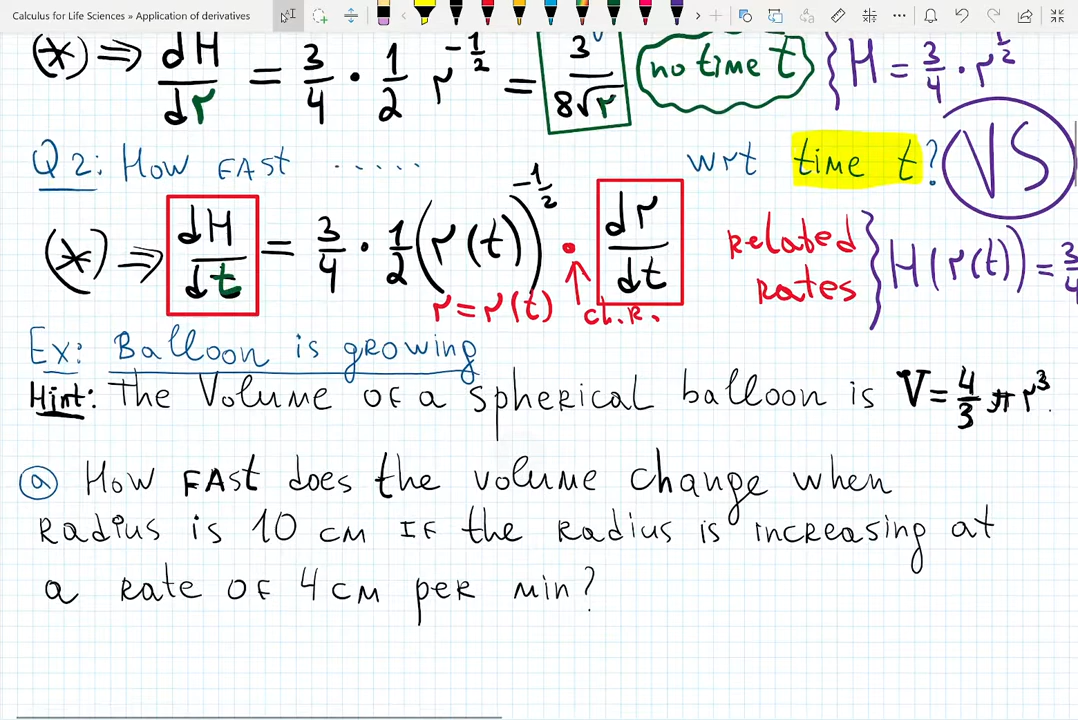 Calculus for Life Sciences » Application of derivatives
(*) ⇒ dH/dr = 3/4 · 1/2 r^(-1/2) = 3/(8√r) no time t } H = 3/4 · r^(1/2)
Q2: How FAST ...... wrt time t? VS
(*) ⇒ dH/dt = 3/4 · 1/2 (r(t))^(-1/2) · dr/dt Related rates } H(r(t)) = 3/4
r = r(t) ch.R.
Ex: Balloon is growing
Hint: The Volume of a spherical balloon is V = 4/3 π r³.
ⓐ How FAST does the volume change when
Radius is 10 cm IF the Radius is increasing at
a rate of 4 cm per min?